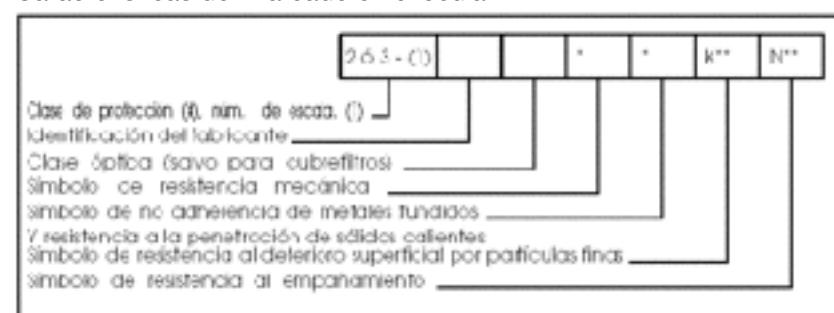 2 6 3 - (1) * * k** N**
Clase de protección (#), núm. de escala. (1)
Identificación del fabricante
Clase óptica (savo para cubrefiltros)
Símbolo ce resistencia mecánica
símbolo de no adherencia de metales fundidos
Y resistencia a la penetración de sólidos calientes
Símbolo de resistencia al deterioro superficial por partículas finas
símbolo de resistencia al empañamiento